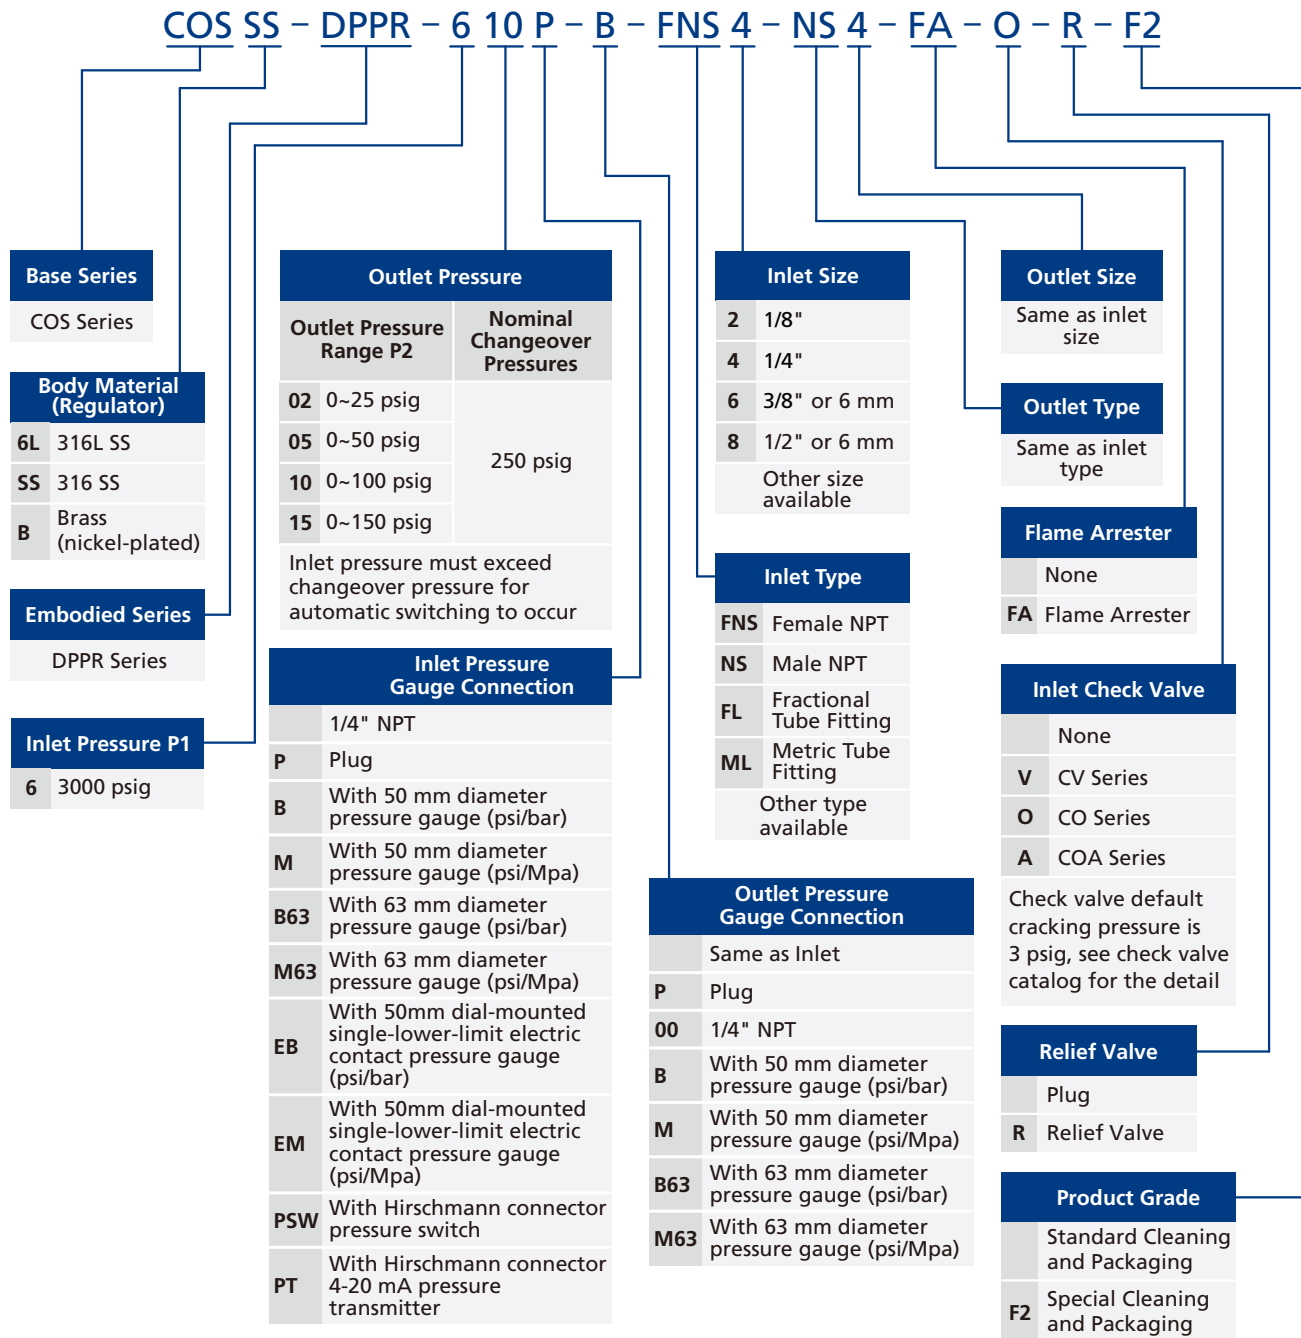 COS SS - DPPR - 6 10 P - B - FNS 4 - NS 4 - FA - O - R - F2
Base Series
COS Series
Body Material
(Regulator)
6L 316L SS
SS 316 SS
B Brass
(nickel-plated)
Embodied Series
DPPR Series
Inlet Pressure P1
6 3000 psig
Outlet Pressure
Outlet Pressure
Range P2
Nominal
Changeover
Pressures
02 0~25 psig
05 0~50 psig
10 0~100 psig
15 0~150 psig
250 psig
Inlet pressure must exceed
changeover pressure for
automatic switching to occur
Inlet Pressure
Gauge Connection
1/4" NPT
P Plug
B With 50 mm diameter
pressure gauge (psi/bar)
M With 50 mm diameter
pressure gauge (psi/Mpa)
B63 With 63 mm diameter
pressure gauge (psi/bar)
M63 With 63 mm diameter
pressure gauge (psi/Mpa)
EB With 50mm dial-mounted
single-lower-limit electric
contact pressure gauge
(psi/bar)
EM With 50mm dial-mounted
single-lower-limit electric
contact pressure gauge
(psi/Mpa)
PSW With Hirschmann connector
pressure switch
PT With Hirschmann connector
4-20 mA pressure
transmitter
Inlet Size
2 1/8"
4 1/4"
6 3/8" or 6 mm
8 1/2" or 6 mm
Other size
available
Inlet Type
FNS Female NPT
NS Male NPT
FL Fractional
Tube Fitting
ML Metric Tube
Fitting
Other type
available
Outlet Pressure
Gauge Connection
Same as Inlet
P Plug
00 1/4" NPT
B With 50 mm diameter
pressure gauge (psi/bar)
M With 50 mm diameter
pressure gauge (psi/Mpa)
B63 With 63 mm diameter
pressure gauge (psi/bar)
M63 With 63 mm diameter
pressure gauge (psi/Mpa)
Outlet Size
Same as inlet
size
Outlet Type
Same as inlet
type
Flame Arrester
None
FA Flame Arrester
Inlet Check Valve
None
V CV Series
O CO Series
A COA Series
Check valve default
cracking pressure is
3 psig, see check valve
catalog for the detail
Relief Valve
Plug
R Relief Valve
Product Grade
Standard Cleaning
and Packaging
F2 Special Cleaning
and Packaging